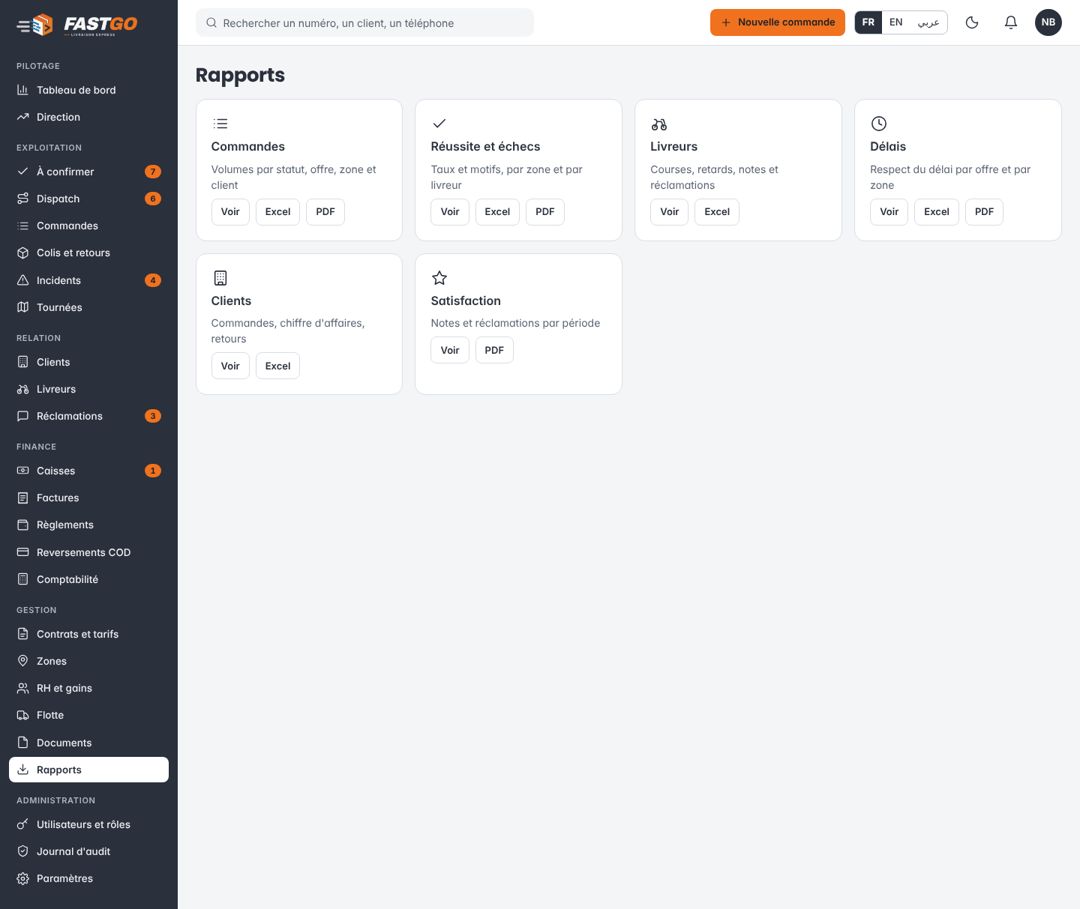 FASTGO
LIVRAISON EXPRESS
PILOTAGE
Tableau de bord
Direction
EXPLOITATION
À confirmer 7
Dispatch 6
Commandes
Colis et retours
Incidents 4
Tournées
RELATION
Clients
Livreurs
Réclamations 3
FINANCE
Caisses 1
Factures
Règlements
Reversements COD
Comptabilité
GESTION
Contrats et tarifs
Zones
RH et gains
Flotte
Documents
Rapports
ADMINISTRATION
Utilisateurs et rôles
Journal d'audit
Paramètres
Rechercher un numéro, un client, un téléphone
+ Nouvelle commande
FR EN عربي
NB
Rapports
Commandes
Volumes par statut, offre, zone et
client
Voir Excel PDF
Réussite et échecs
Taux et motifs, par zone et par
livreur
Voir Excel PDF
Livreurs
Courses, retards, notes et
réclamations
Voir Excel
Délais
Respect du délai par offre et par
zone
Voir Excel PDF
Clients
Commandes, chiffre d'affaires,
retours
Voir Excel
Satisfaction
Notes et réclamations par période
Voir PDF